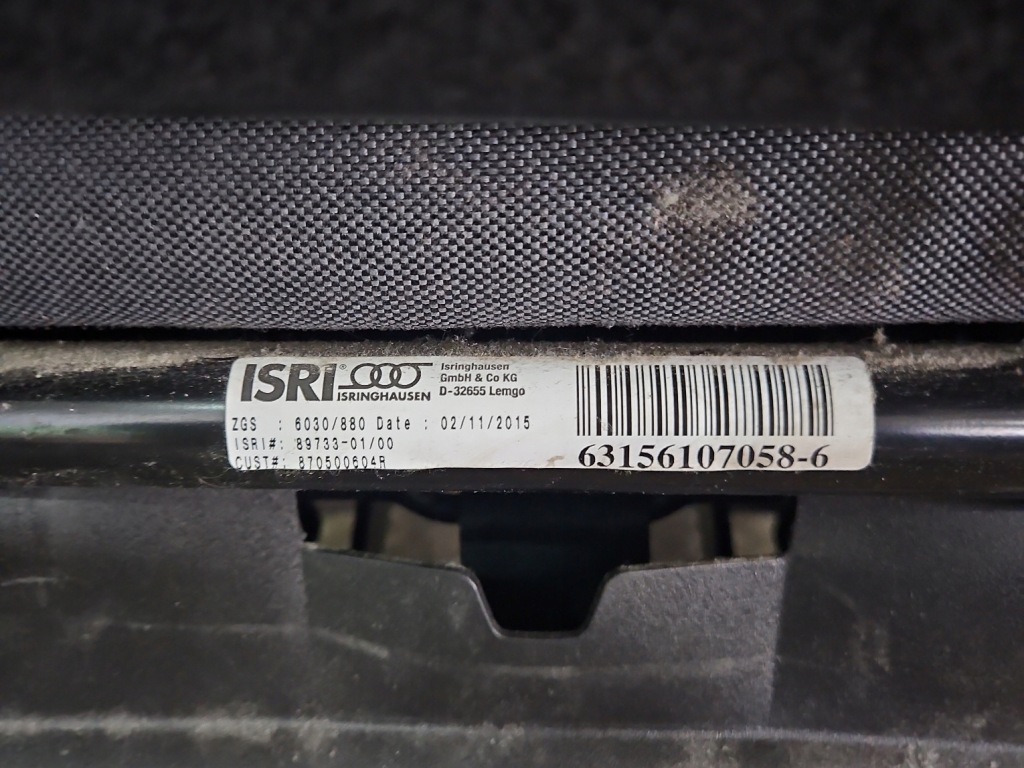 ISRI® ISRINGHAUSEN
Isringhausen
GmbH & Co KG
D-32655 Lemgo
ZGS : 6030/880 Date : 02/11/2015
ISRI#: 89733-01/00
CUST#: 870500604R
63156107058-6